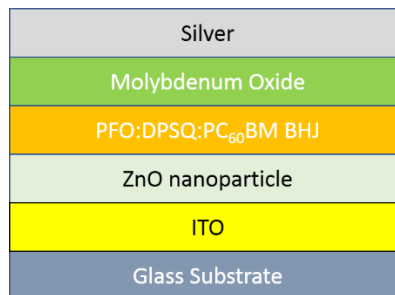 Silver
Molybdenum Oxide
PFO:DPSQ:PC₆₀BM BHJ
ZnO nanoparticle
ITO
Glass Substrate